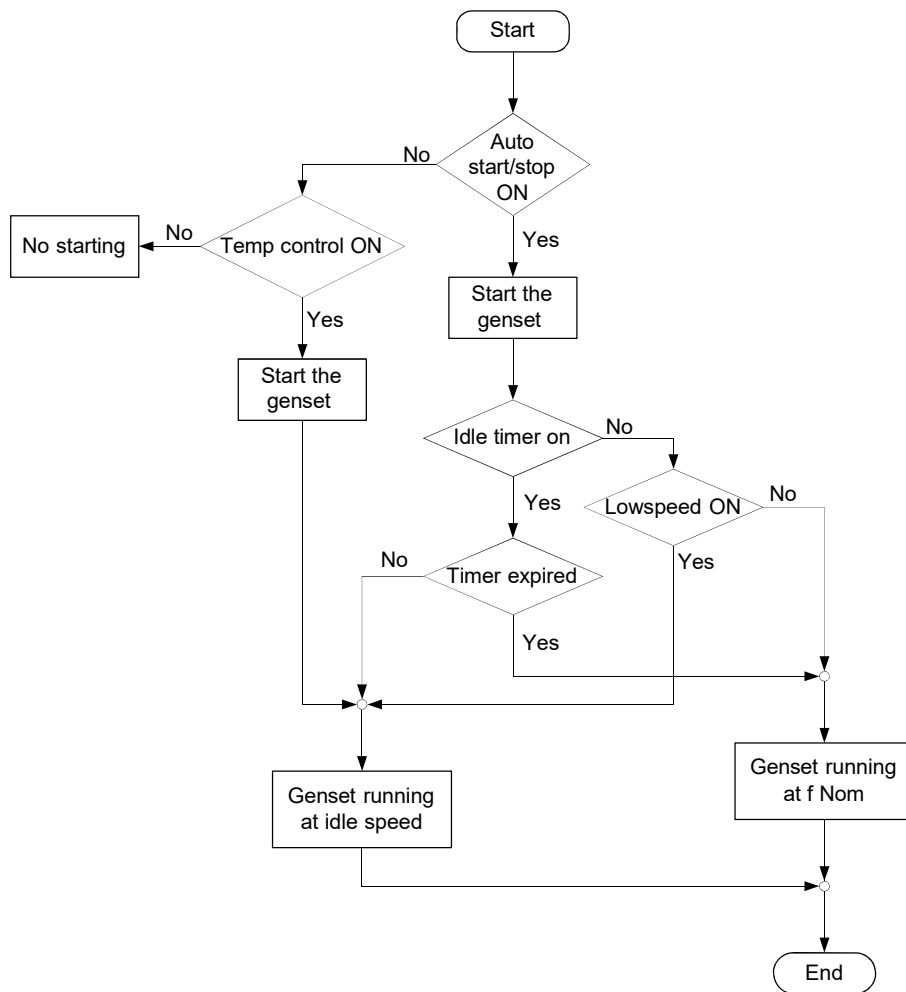 Start
Auto
start/stop
ON
No
Yes
Temp control ON
No
No starting
Yes
Start the
genset
Start the
genset
Idle timer on
No
Yes
Lowspeed ON
No
Yes
Timer expired
No
Yes
Genset running
at idle speed
Genset running
at f Nom
End